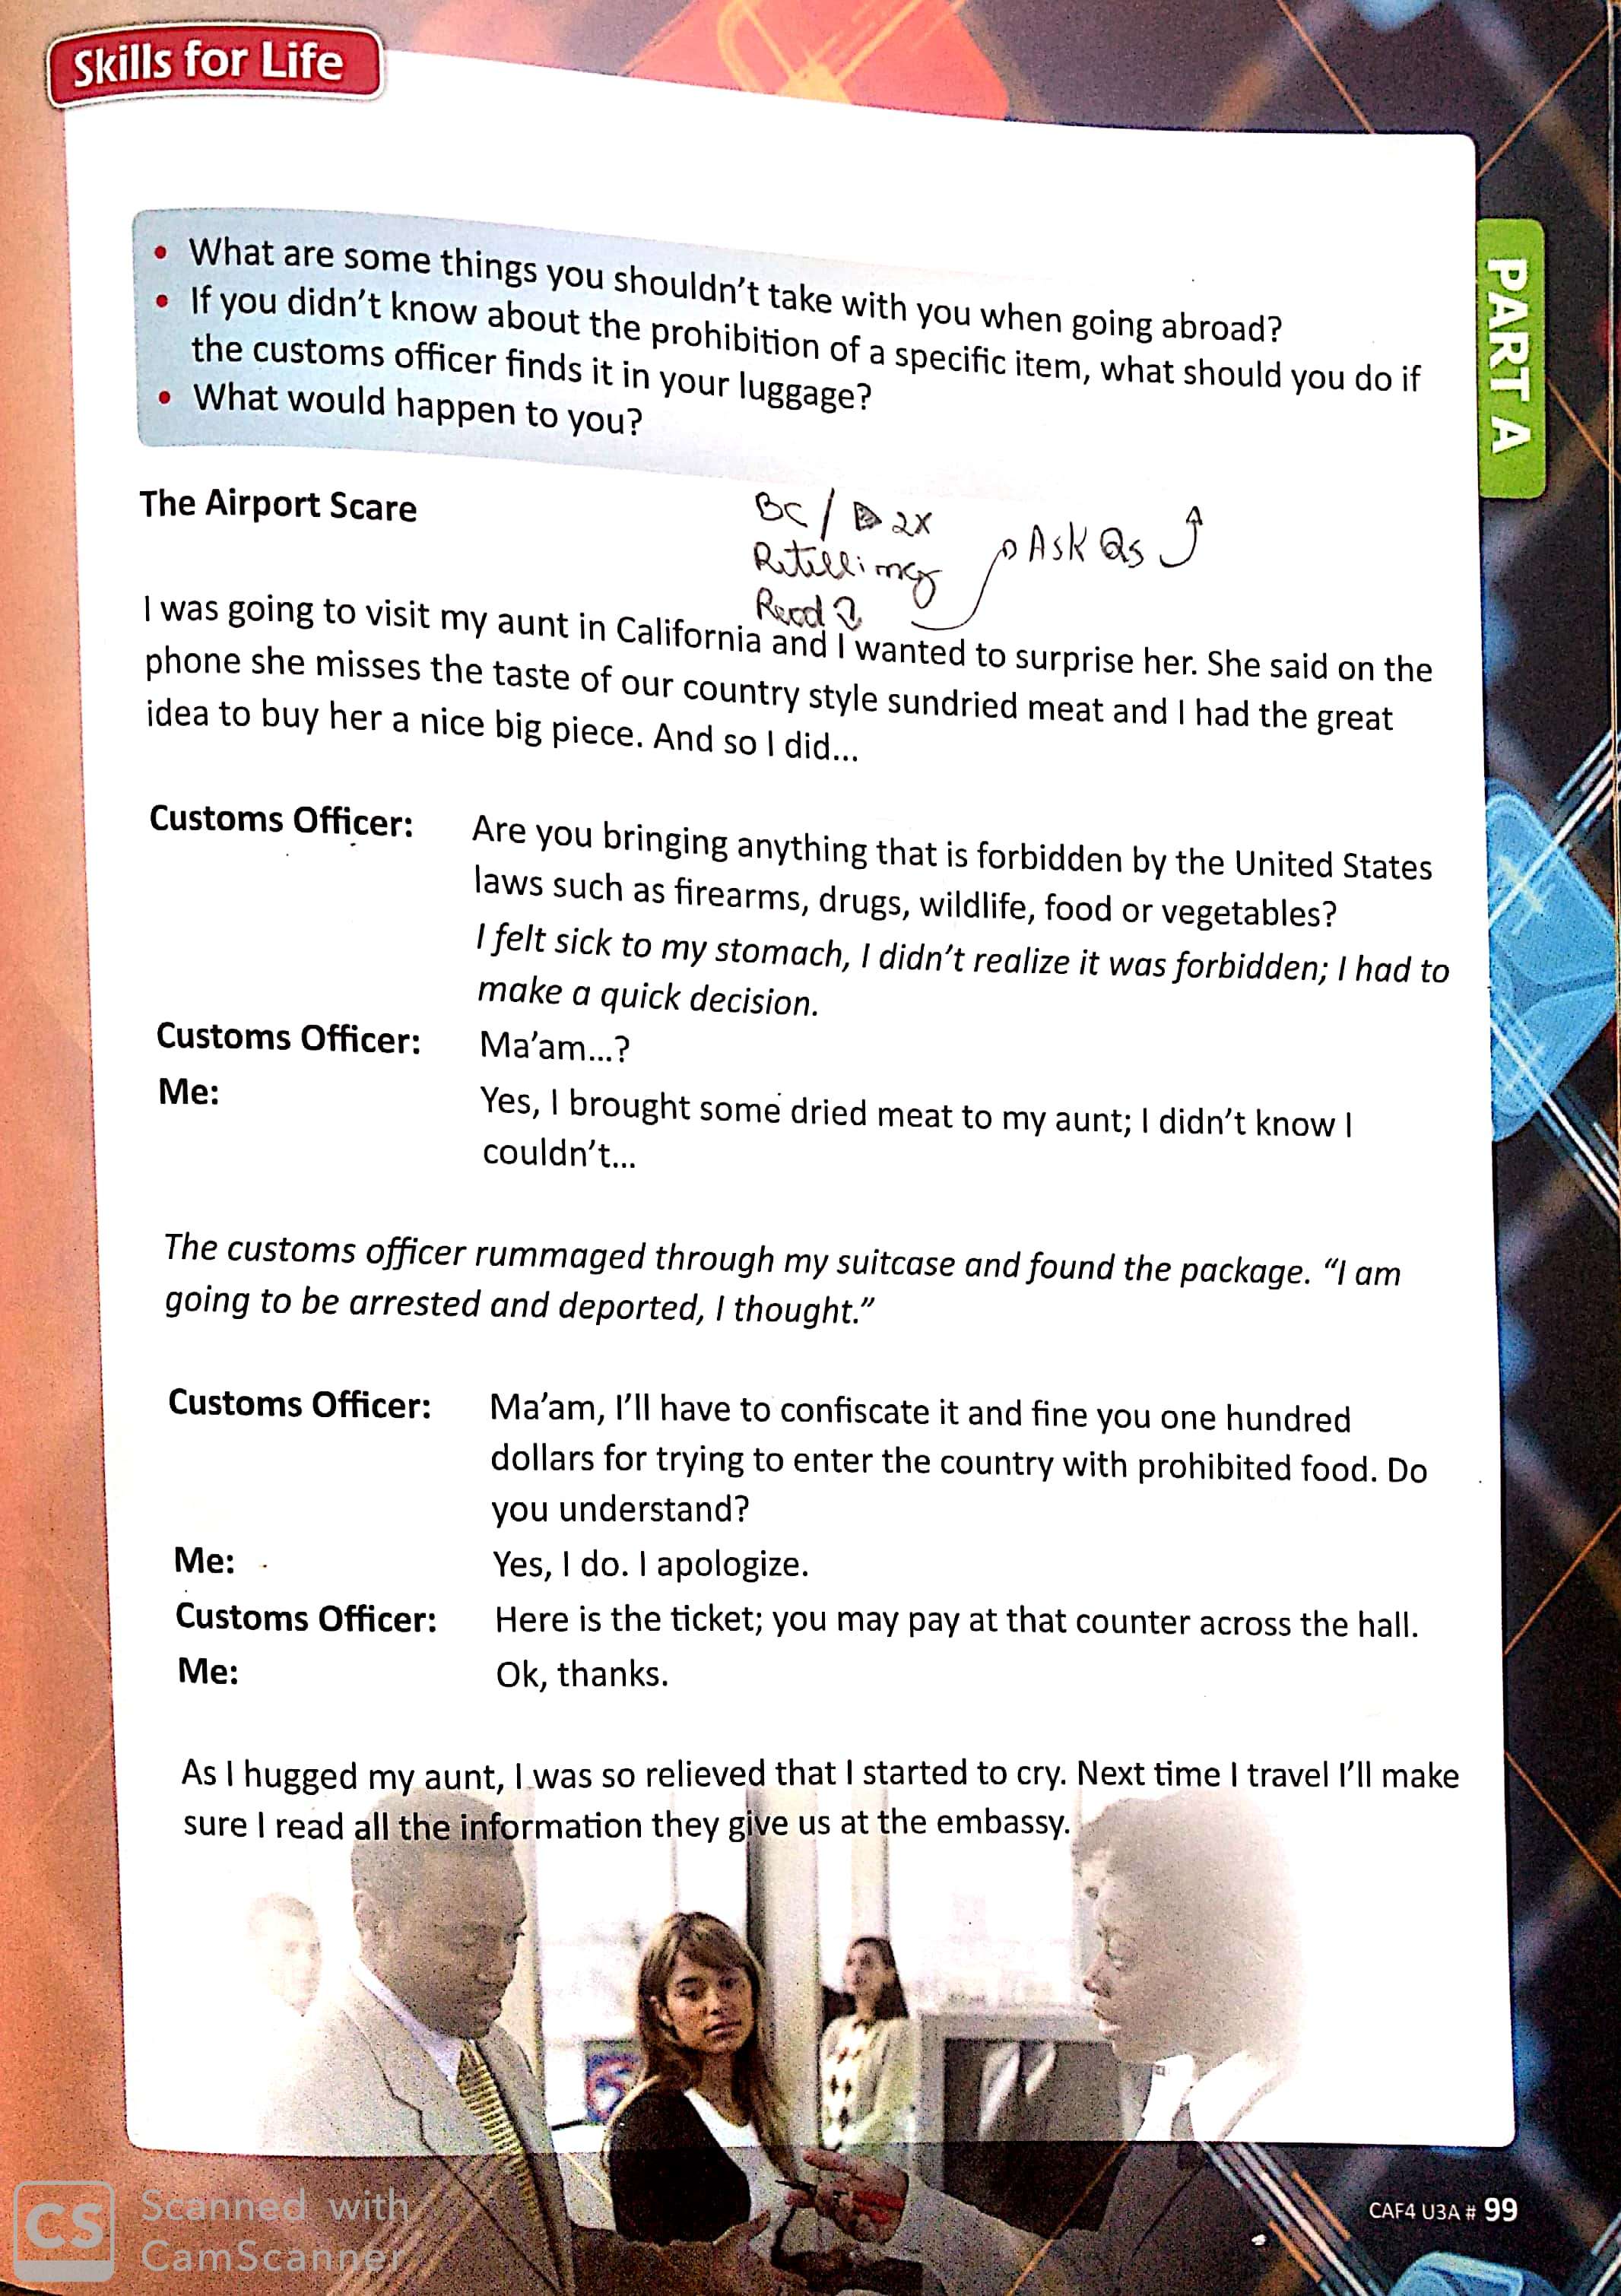 Skills for Life
PART A
• What are some things you shouldn't take with you when going abroad?
• If you didn't know about the prohibition of a specific item, what should you do if
the customs officer finds it in your luggage?
• What would happen to you?
The Airport Scare
BC / 2X
Retelling
Read
Ask Qs
I was going to visit my aunt in California and I wanted to surprise her. She said on the
phone she misses the taste of our country style sundried meat and I had the great
idea to buy her a nice big piece. And so I did...
Customs Officer: Are you bringing anything that is forbidden by the United States
laws such as firearms, drugs, wildlife, food or vegetables?
I felt sick to my stomach, I didn't realize it was forbidden; I had to
make a quick decision.
Customs Officer: Ma'am...?
Me: Yes, I brought some dried meat to my aunt; I didn't know I
couldn't...
The customs officer rummaged through my suitcase and found the package. “I am
going to be arrested and deported, I thought.”
Customs Officer: Ma'am, I'll have to confiscate it and fine you one hundred
dollars for trying to enter the country with prohibited food. Do
you understand?
Me: Yes, I do. I apologize.
Customs Officer: Here is the ticket; you may pay at that counter across the hall.
Me: Ok, thanks.
As I hugged my aunt, I was so relieved that I started to cry. Next time I travel I'll make
sure I read all the information they give us at the embassy.
CAF4 U3A # 99
CS Scanned with
CamScanner